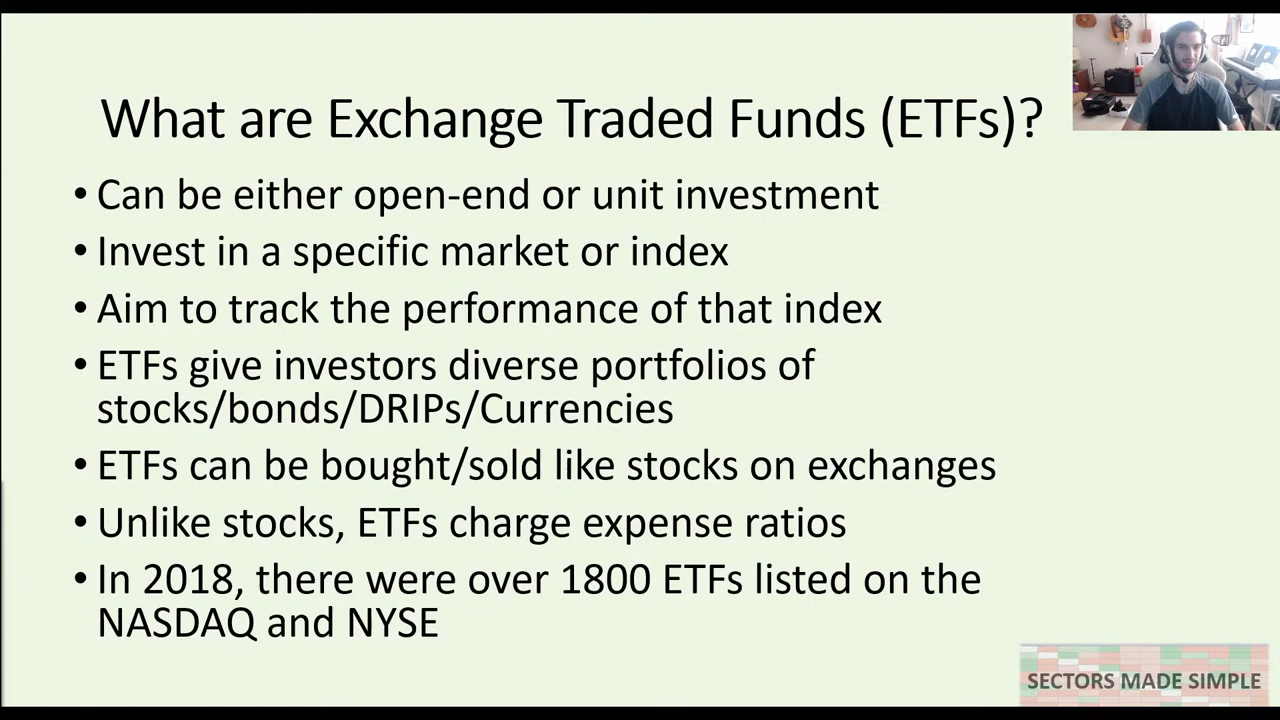 What are Exchange Traded Funds (ETFs)?
• Can be either open-end or unit investment
• Invest in a specific market or index
• Aim to track the performance of that index
• ETFs give investors diverse portfolios of
stocks/bonds/DRIPs/Currencies
• ETFs can be bought/sold like stocks on exchanges
• Unlike stocks, ETFs charge expense ratios
• In 2018, there were over 1800 ETFs listed on the
NASDAQ and NYSE
SECTORS MADE SIMPLE